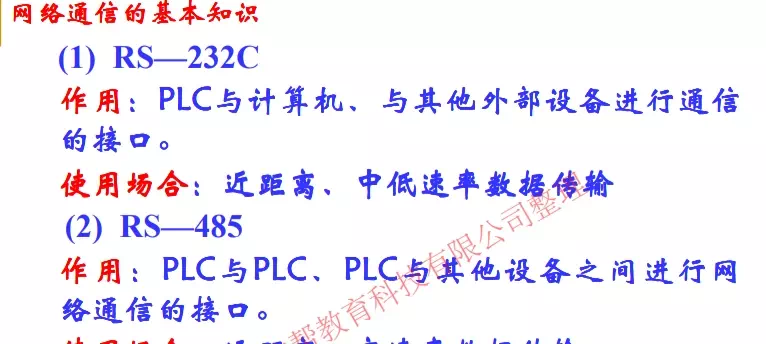 网络通信的基本知识
(1) RS—232C
作用：PLC与计算机、与其他外部设备进行通信
的接口。
使用场合：近距离、中低速率数据传输
(2) RS—485
作用：PLC与PLC、PLC与其他设备之间进行网
络通信的接口。
帮教育科技有限公司整理